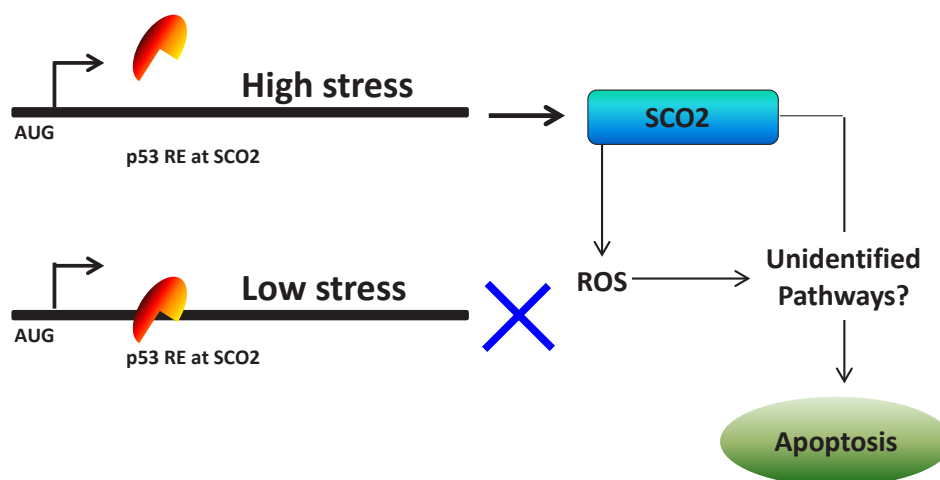 High stress
AUG
p53 RE at SCO2
SCO2
Low stress
AUG
p53 RE at SCO2
ROS
Unidentified
Pathways?
Apoptosis